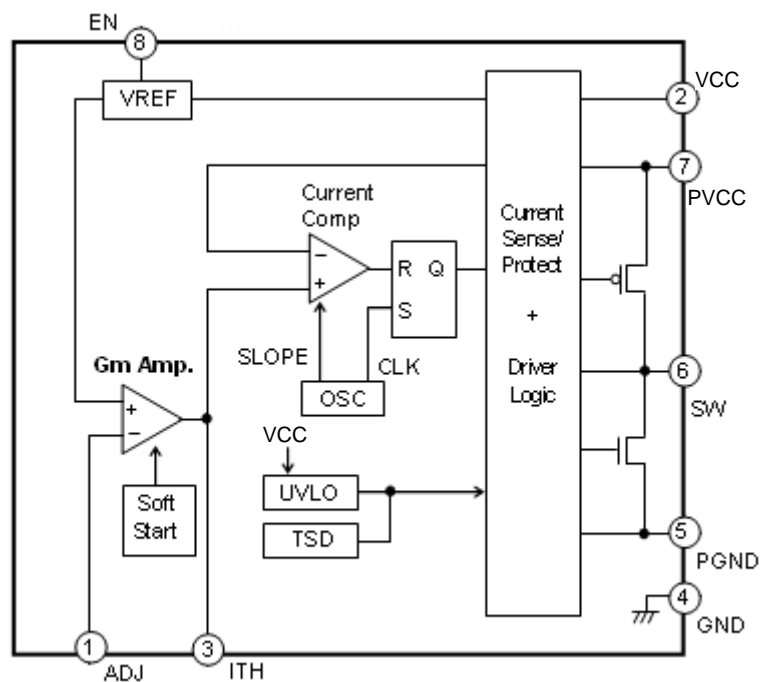 EN
8
VREF
VCC
2
7
PVCC
Current
Comp
−
+
R Q
S
Current
Sense/
Protect
+
Driver
Logic
SLOPE
CLK
OSC
6
SW
Gm Amp.
+
−
VCC
UVLO
TSD
Soft
Start
5
PGND
4
GND
1
ADJ
3
ITH